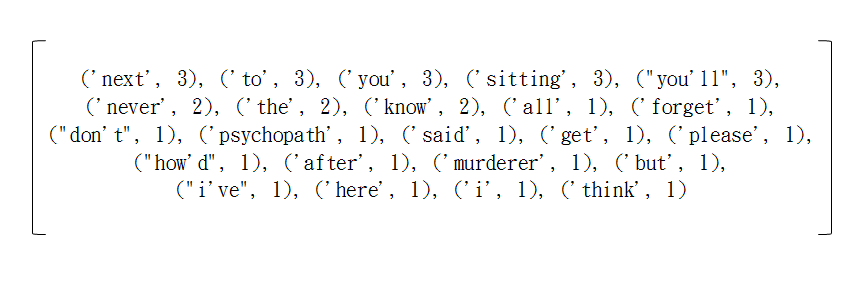 ('next', 3), ('to', 3), ('you', 3), ('sitting', 3), ("you'll", 3),
('never', 2), ('the', 2), ('know', 2), ('all', 1), ('forget', 1),
("don't", 1), ('psychopath', 1), ('said', 1), ('get', 1), ('please', 1),
("how'd", 1), ('after', 1), ('murderer', 1), ('but', 1),
("i've", 1), ('here', 1), ('i', 1), ('think', 1)